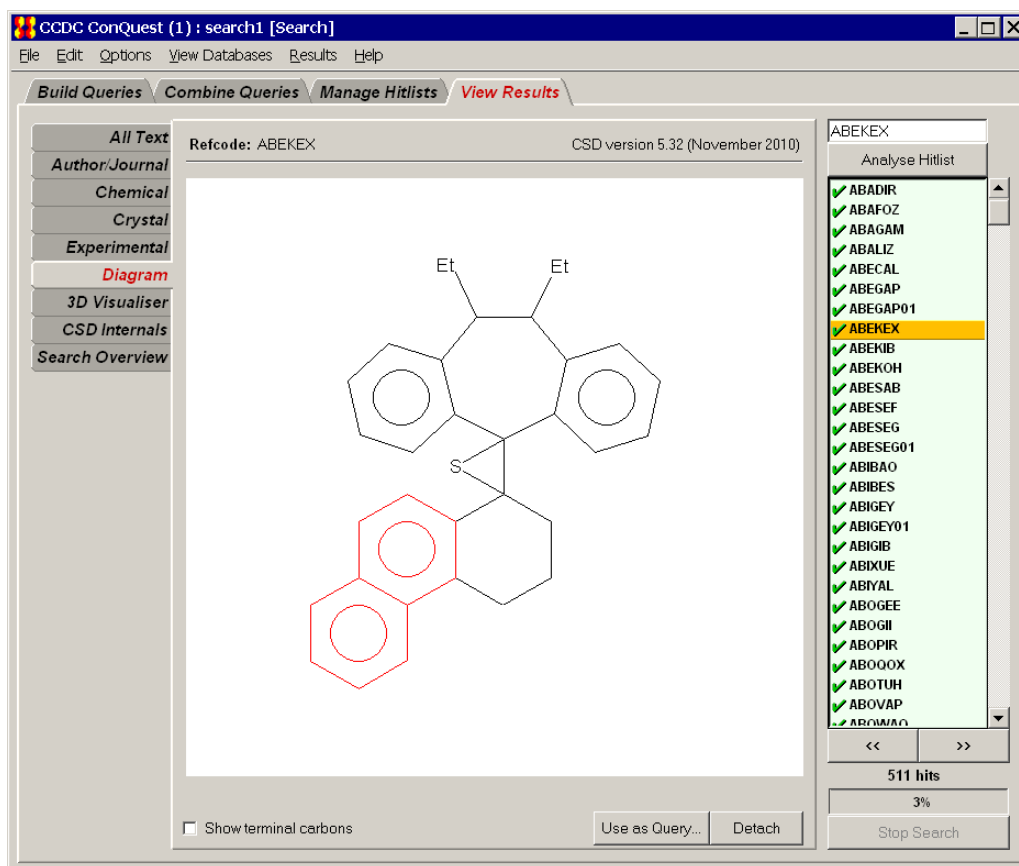 CCDC ConQuest (1) : search1 [Search]
File Edit Options View Databases Results Help
Build Queries Combine Queries Manage Hitlists View Results
All Text
Author/Journal
Chemical
Crystal
Experimental
Diagram
3D Visualiser
CSD Internals
Search Overview
Refcode: ABEKEX CSD version 5.32 (November 2010)
Et Et
S
Show terminal carbons
Use as Query... Detach
ABEKEX
Analyse Hitlist
ABADIR
ABAFOZ
ABAGAM
ABALIZ
ABECAL
ABEGAP
ABEGAP01
ABEKEX
ABEKIB
ABEKOH
ABESAB
ABESEF
ABESEG
ABESEG01
ABIBAO
ABIBES
ABIGEY
ABIGEY01
ABIGIB
ABIXUE
ABIYAL
ABOGEE
ABOGII
ABOPIR
ABOQOX
ABOTUH
ABOVAP
<< >>
511 hits
3%
Stop Search